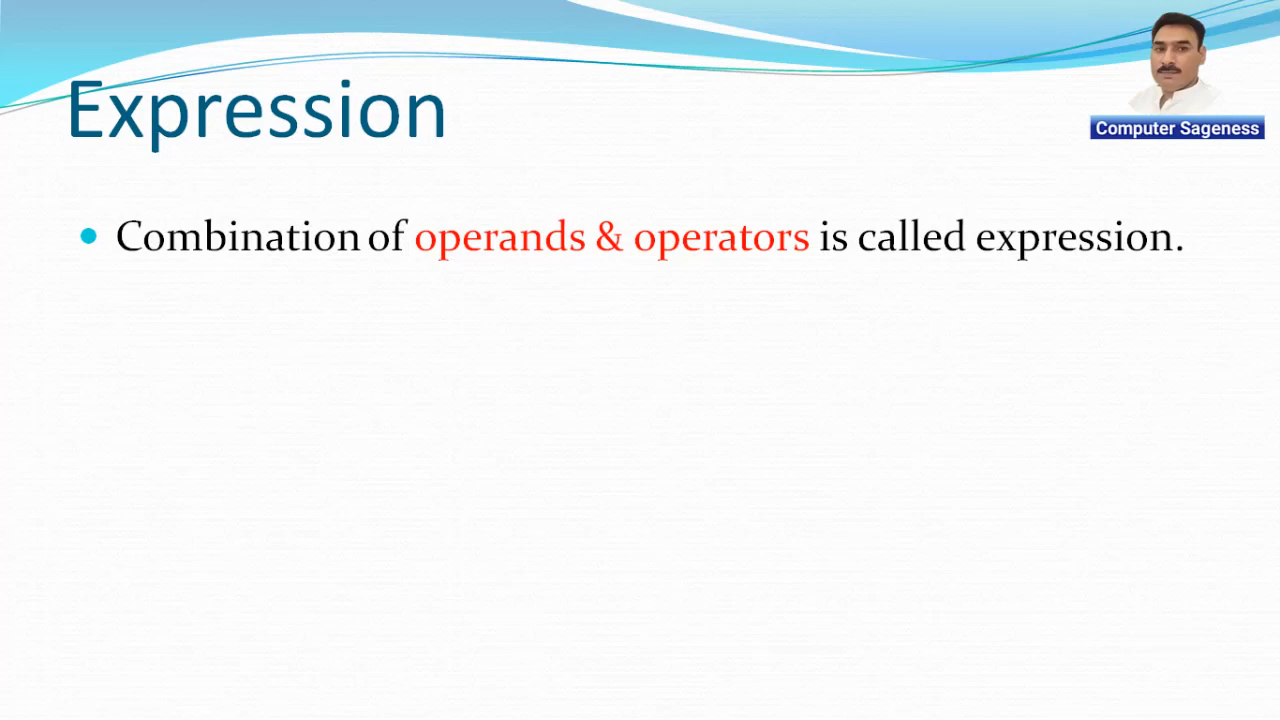 Computer Sageness
Expression
Combination of operands & operators is called expression.